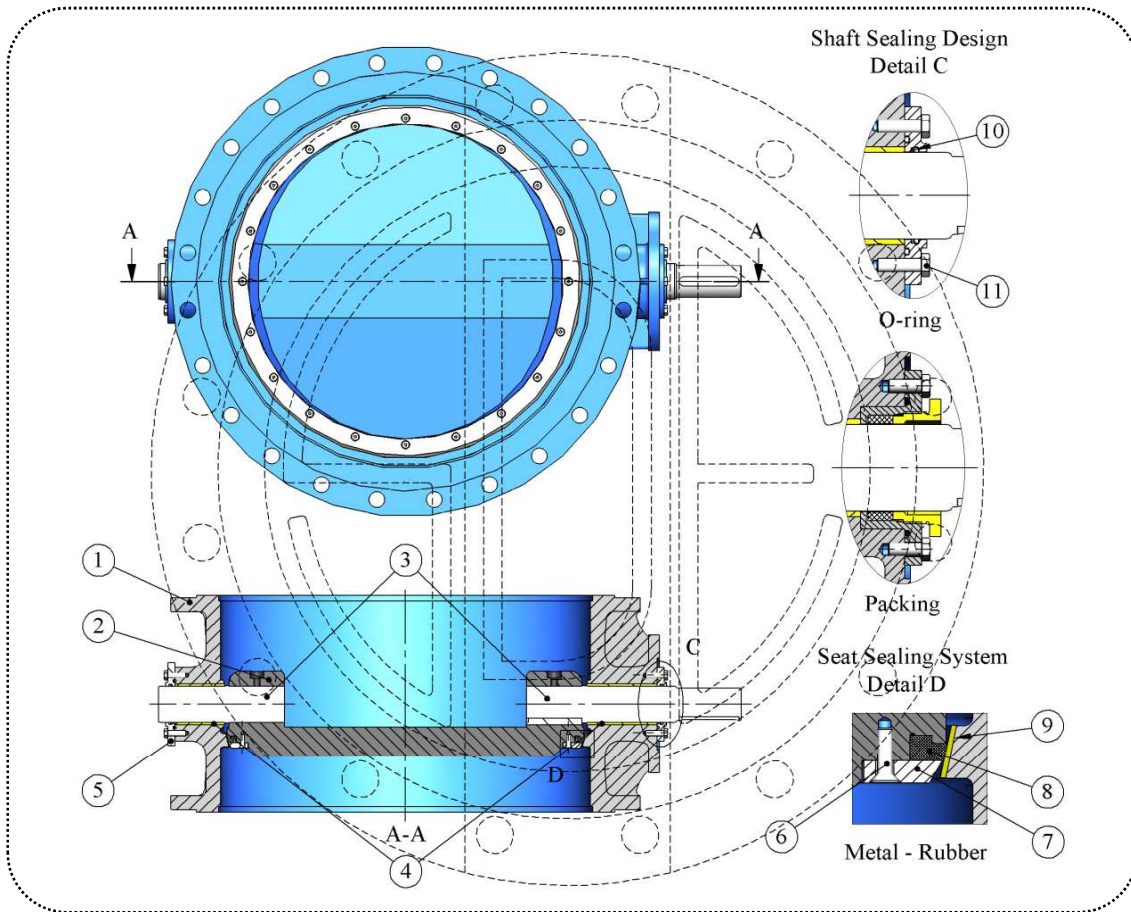 Shaft Sealing Design
Detail C
10
A
A
11
O-ring
1
3
2
Packing
C
Seat Sealing System
Detail D
9
5
D
8
A-A
4
6
7
Metal - Rubber